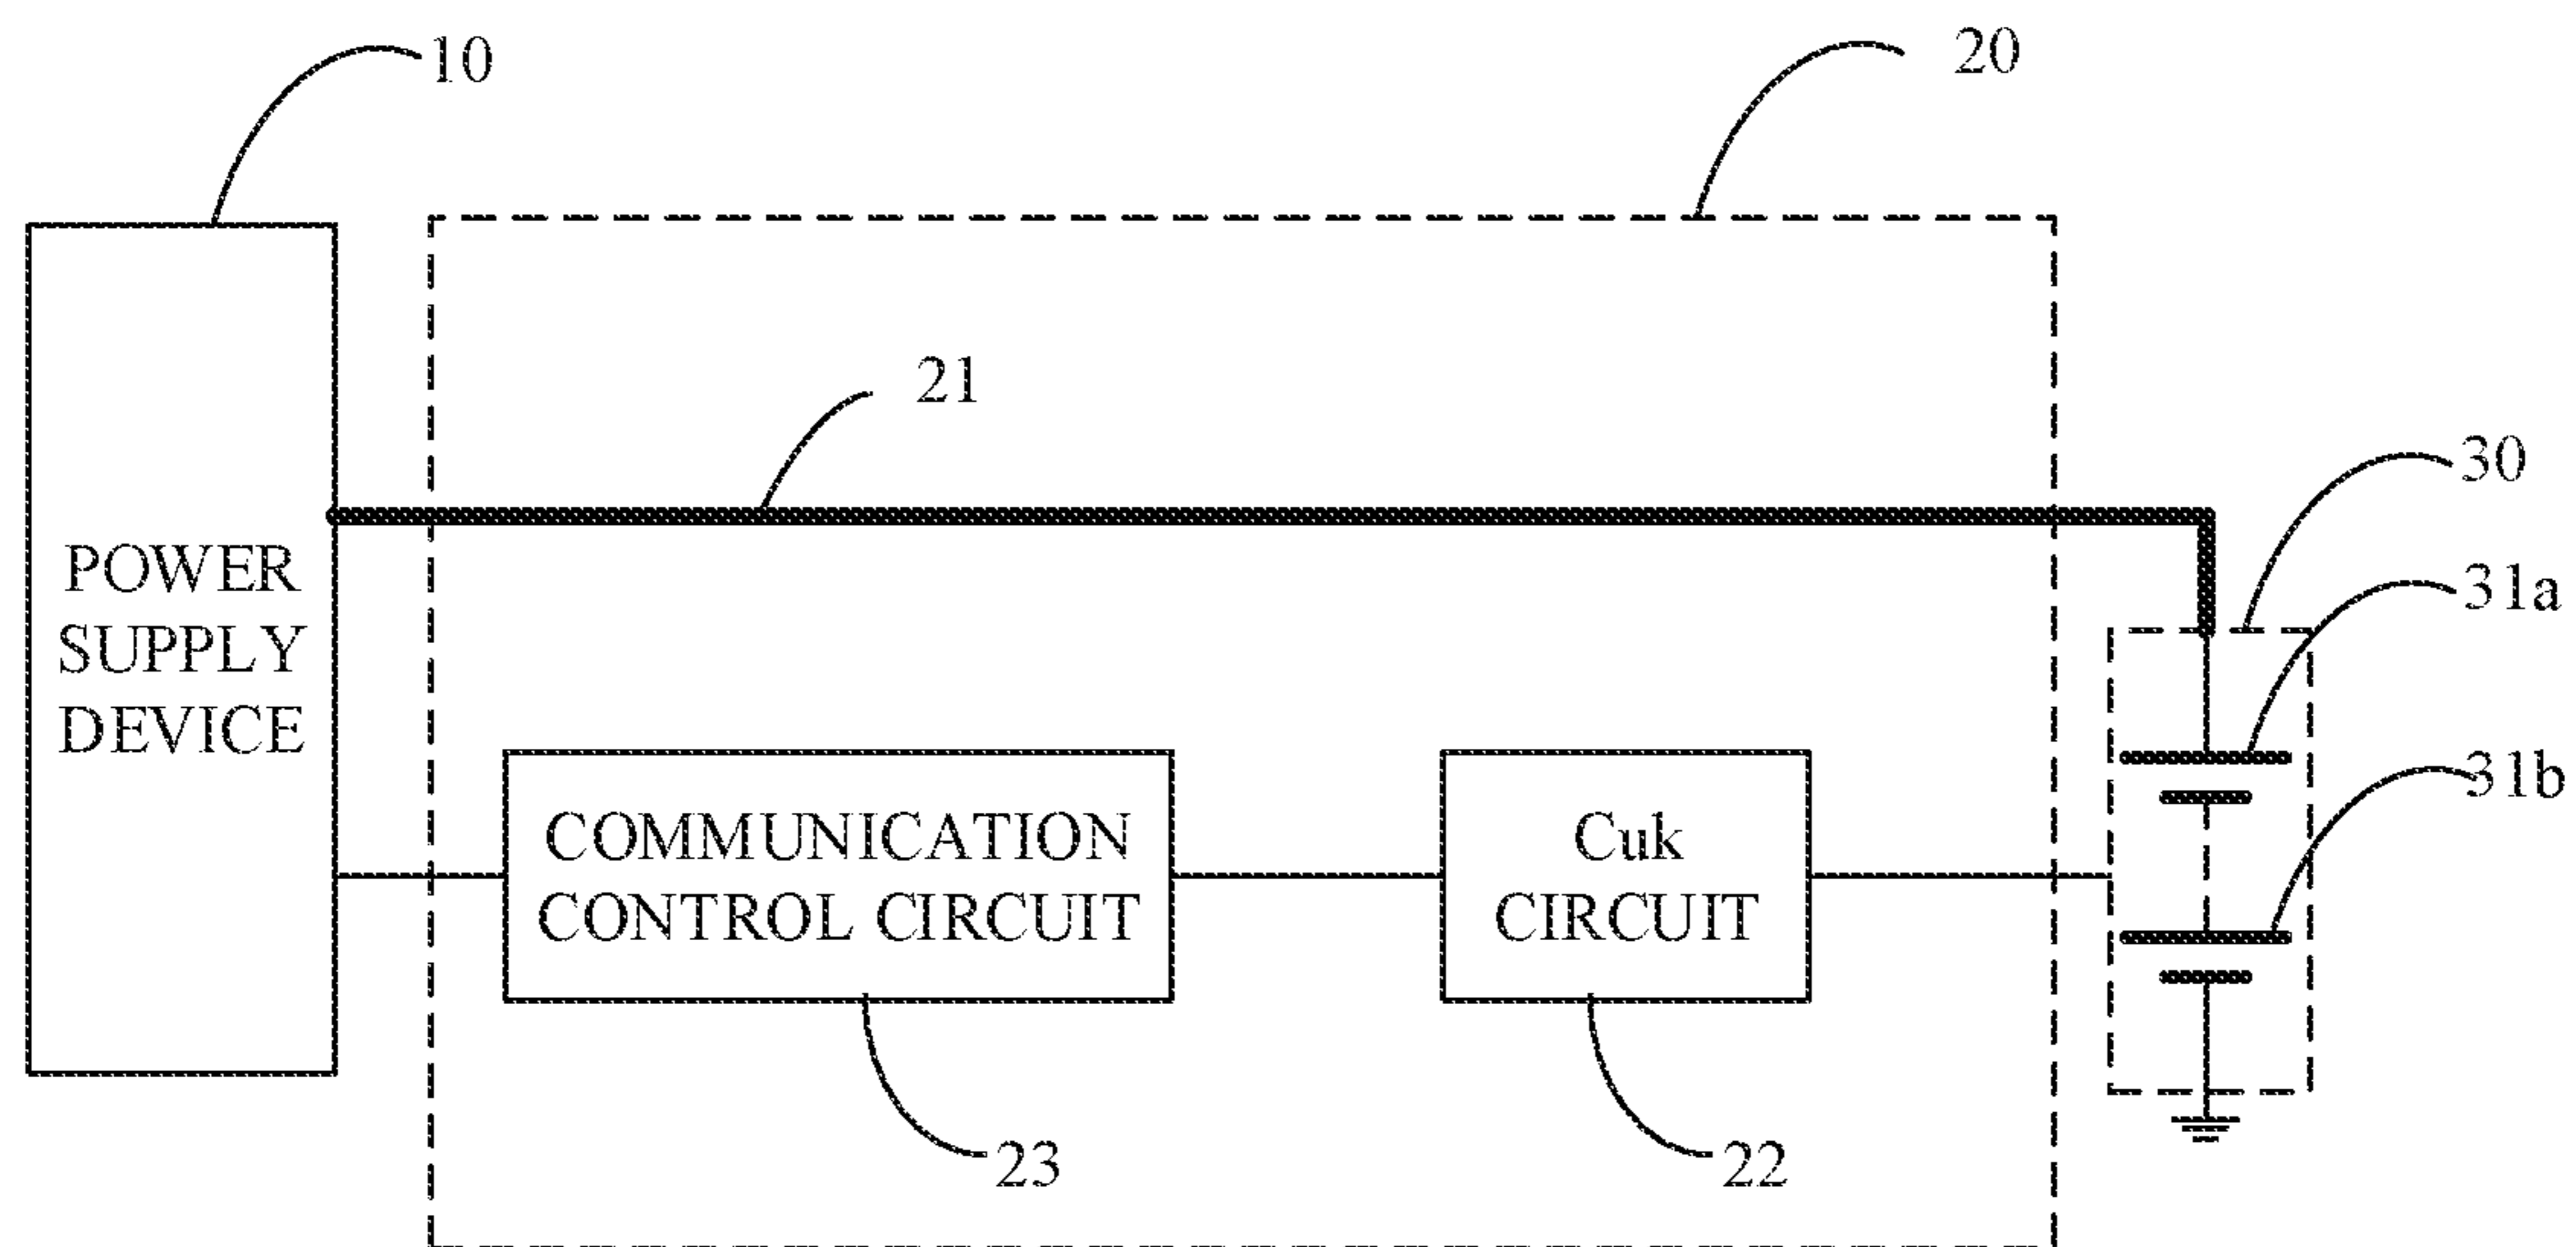 10
20
21
30
31a
31b
POWER
SUPPLY
DEVICE
COMMUNICATION
CONTROL CIRCUIT
Cuk
CIRCUIT
23
22